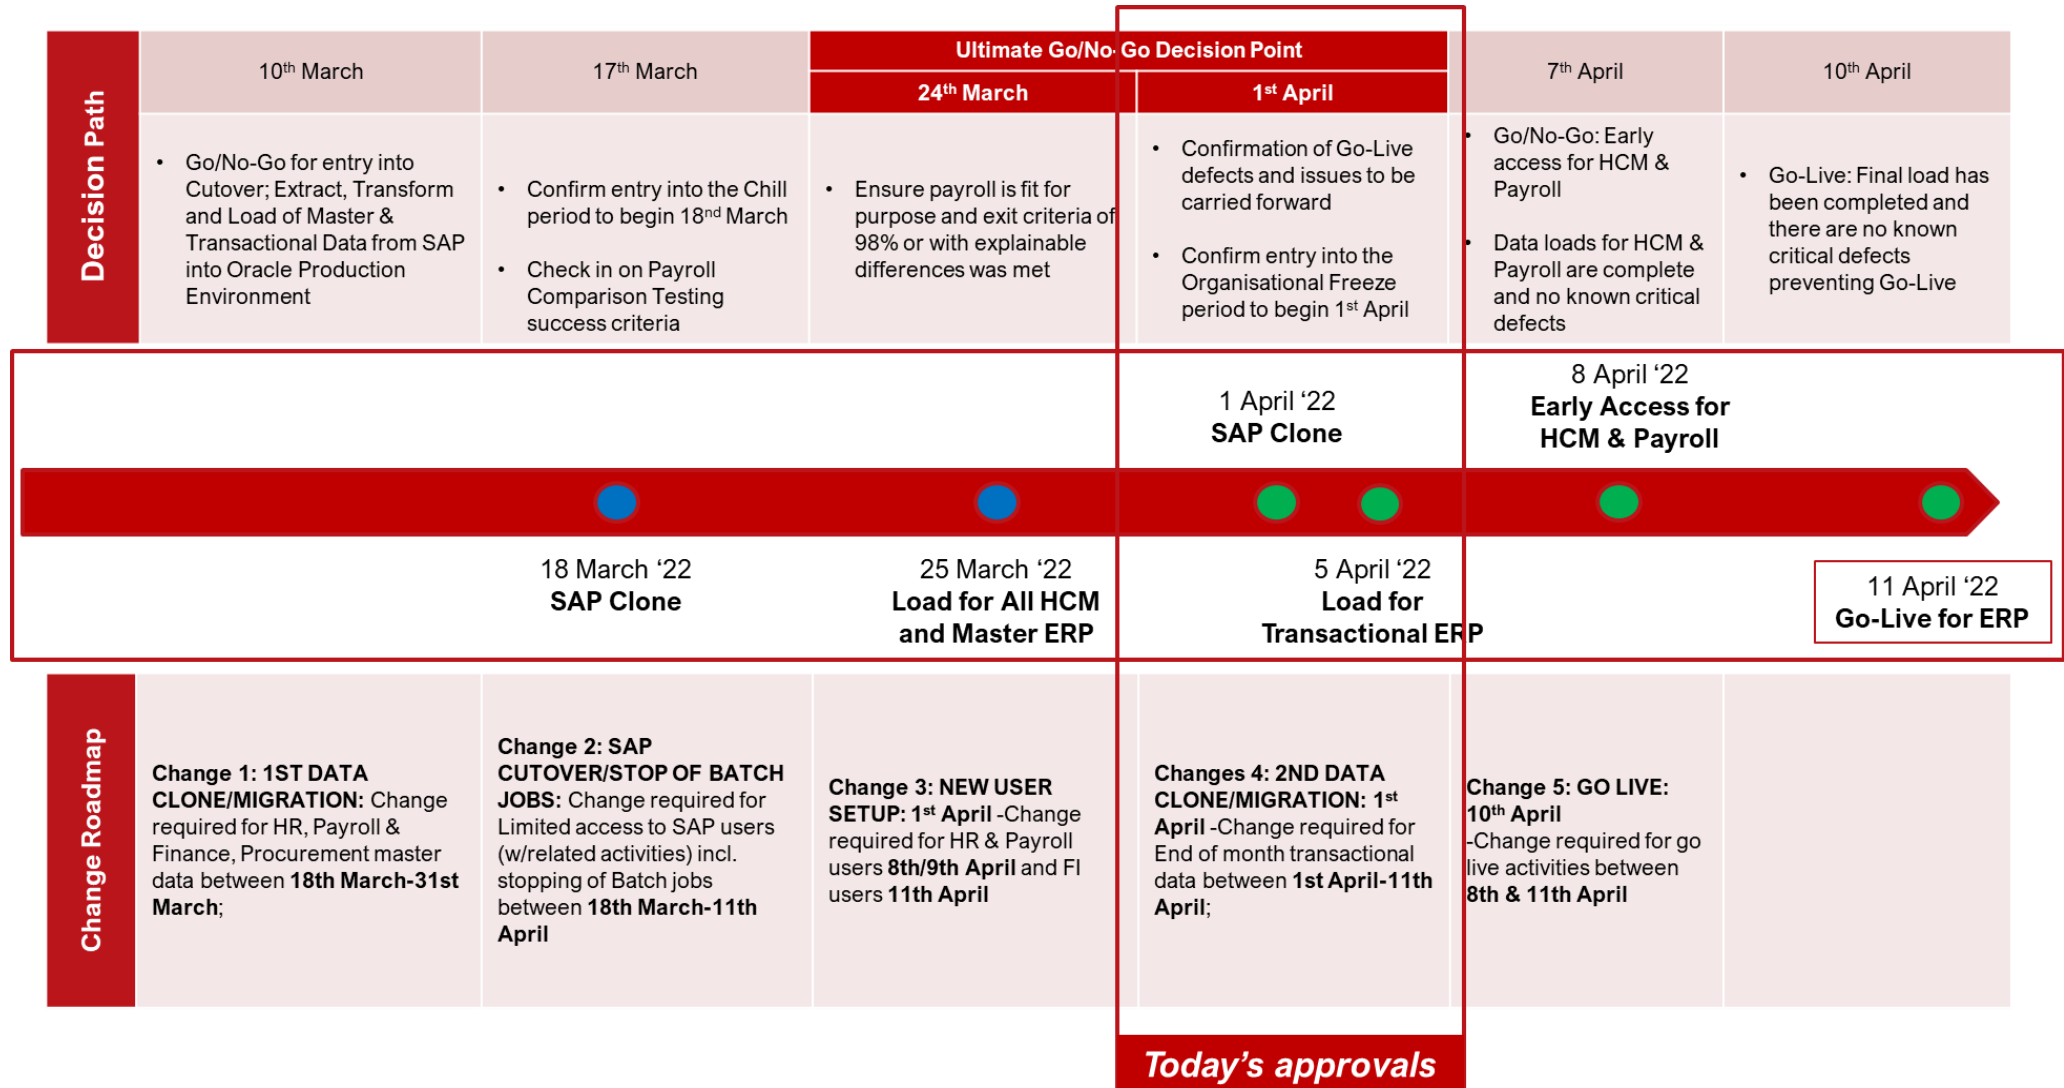 Decision Path
10th March
17th March
Ultimate Go/No-Go Decision Point
24th March
1st April
7th April
10th April
• Go/No-Go for entry into
Cutover; Extract, Transform
and Load of Master &
Transactional Data from SAP
into Oracle Production
Environment
• Confirm entry into the Chill
period to begin 18nd March
• Check in on Payroll
Comparison Testing
success criteria
• Ensure payroll is fit for
purpose and exit criteria of
98% or with explainable
differences was met
• Confirmation of Go-Live
defects and issues to be
carried forward
• Confirm entry into the
Organisational Freeze
period to begin 1st April
• Go/No-Go: Early
access for HCM &
Payroll
• Data loads for HCM &
Payroll are complete
and no known critical
defects
• Go-Live: Final load has
been completed and
there are no known
critical defects
preventing Go-Live
1 April ‘22
SAP Clone
8 April ‘22
Early Access for
HCM & Payroll
18 March ‘22
SAP Clone
25 March ‘22
Load for All HCM
and Master ERP
5 April ‘22
Load for
Transactional ERP
11 April ‘22
Go-Live for ERP
Change Roadmap
Change 1: 1ST DATA
CLONE/MIGRATION: Change
required for HR, Payroll &
Finance, Procurement master
data between 18th March-31st
March;
Change 2: SAP
CUTOVER/STOP OF BATCH
JOBS: Change required for
Limited access to SAP users
(w/related activities) incl.
stopping of Batch jobs
between 18th March-11th
April
Change 3: NEW USER
SETUP: 1st April -Change
required for HR & Payroll
users 8th/9th April and FI
users 11th April
Changes 4: 2ND DATA
CLONE/MIGRATION: 1st
April -Change required for
End of month transactional
data between 1st April-11th
April;
Change 5: GO LIVE:
10th April
-Change required for go
live activities between
8th & 11th April
Today’s approvals